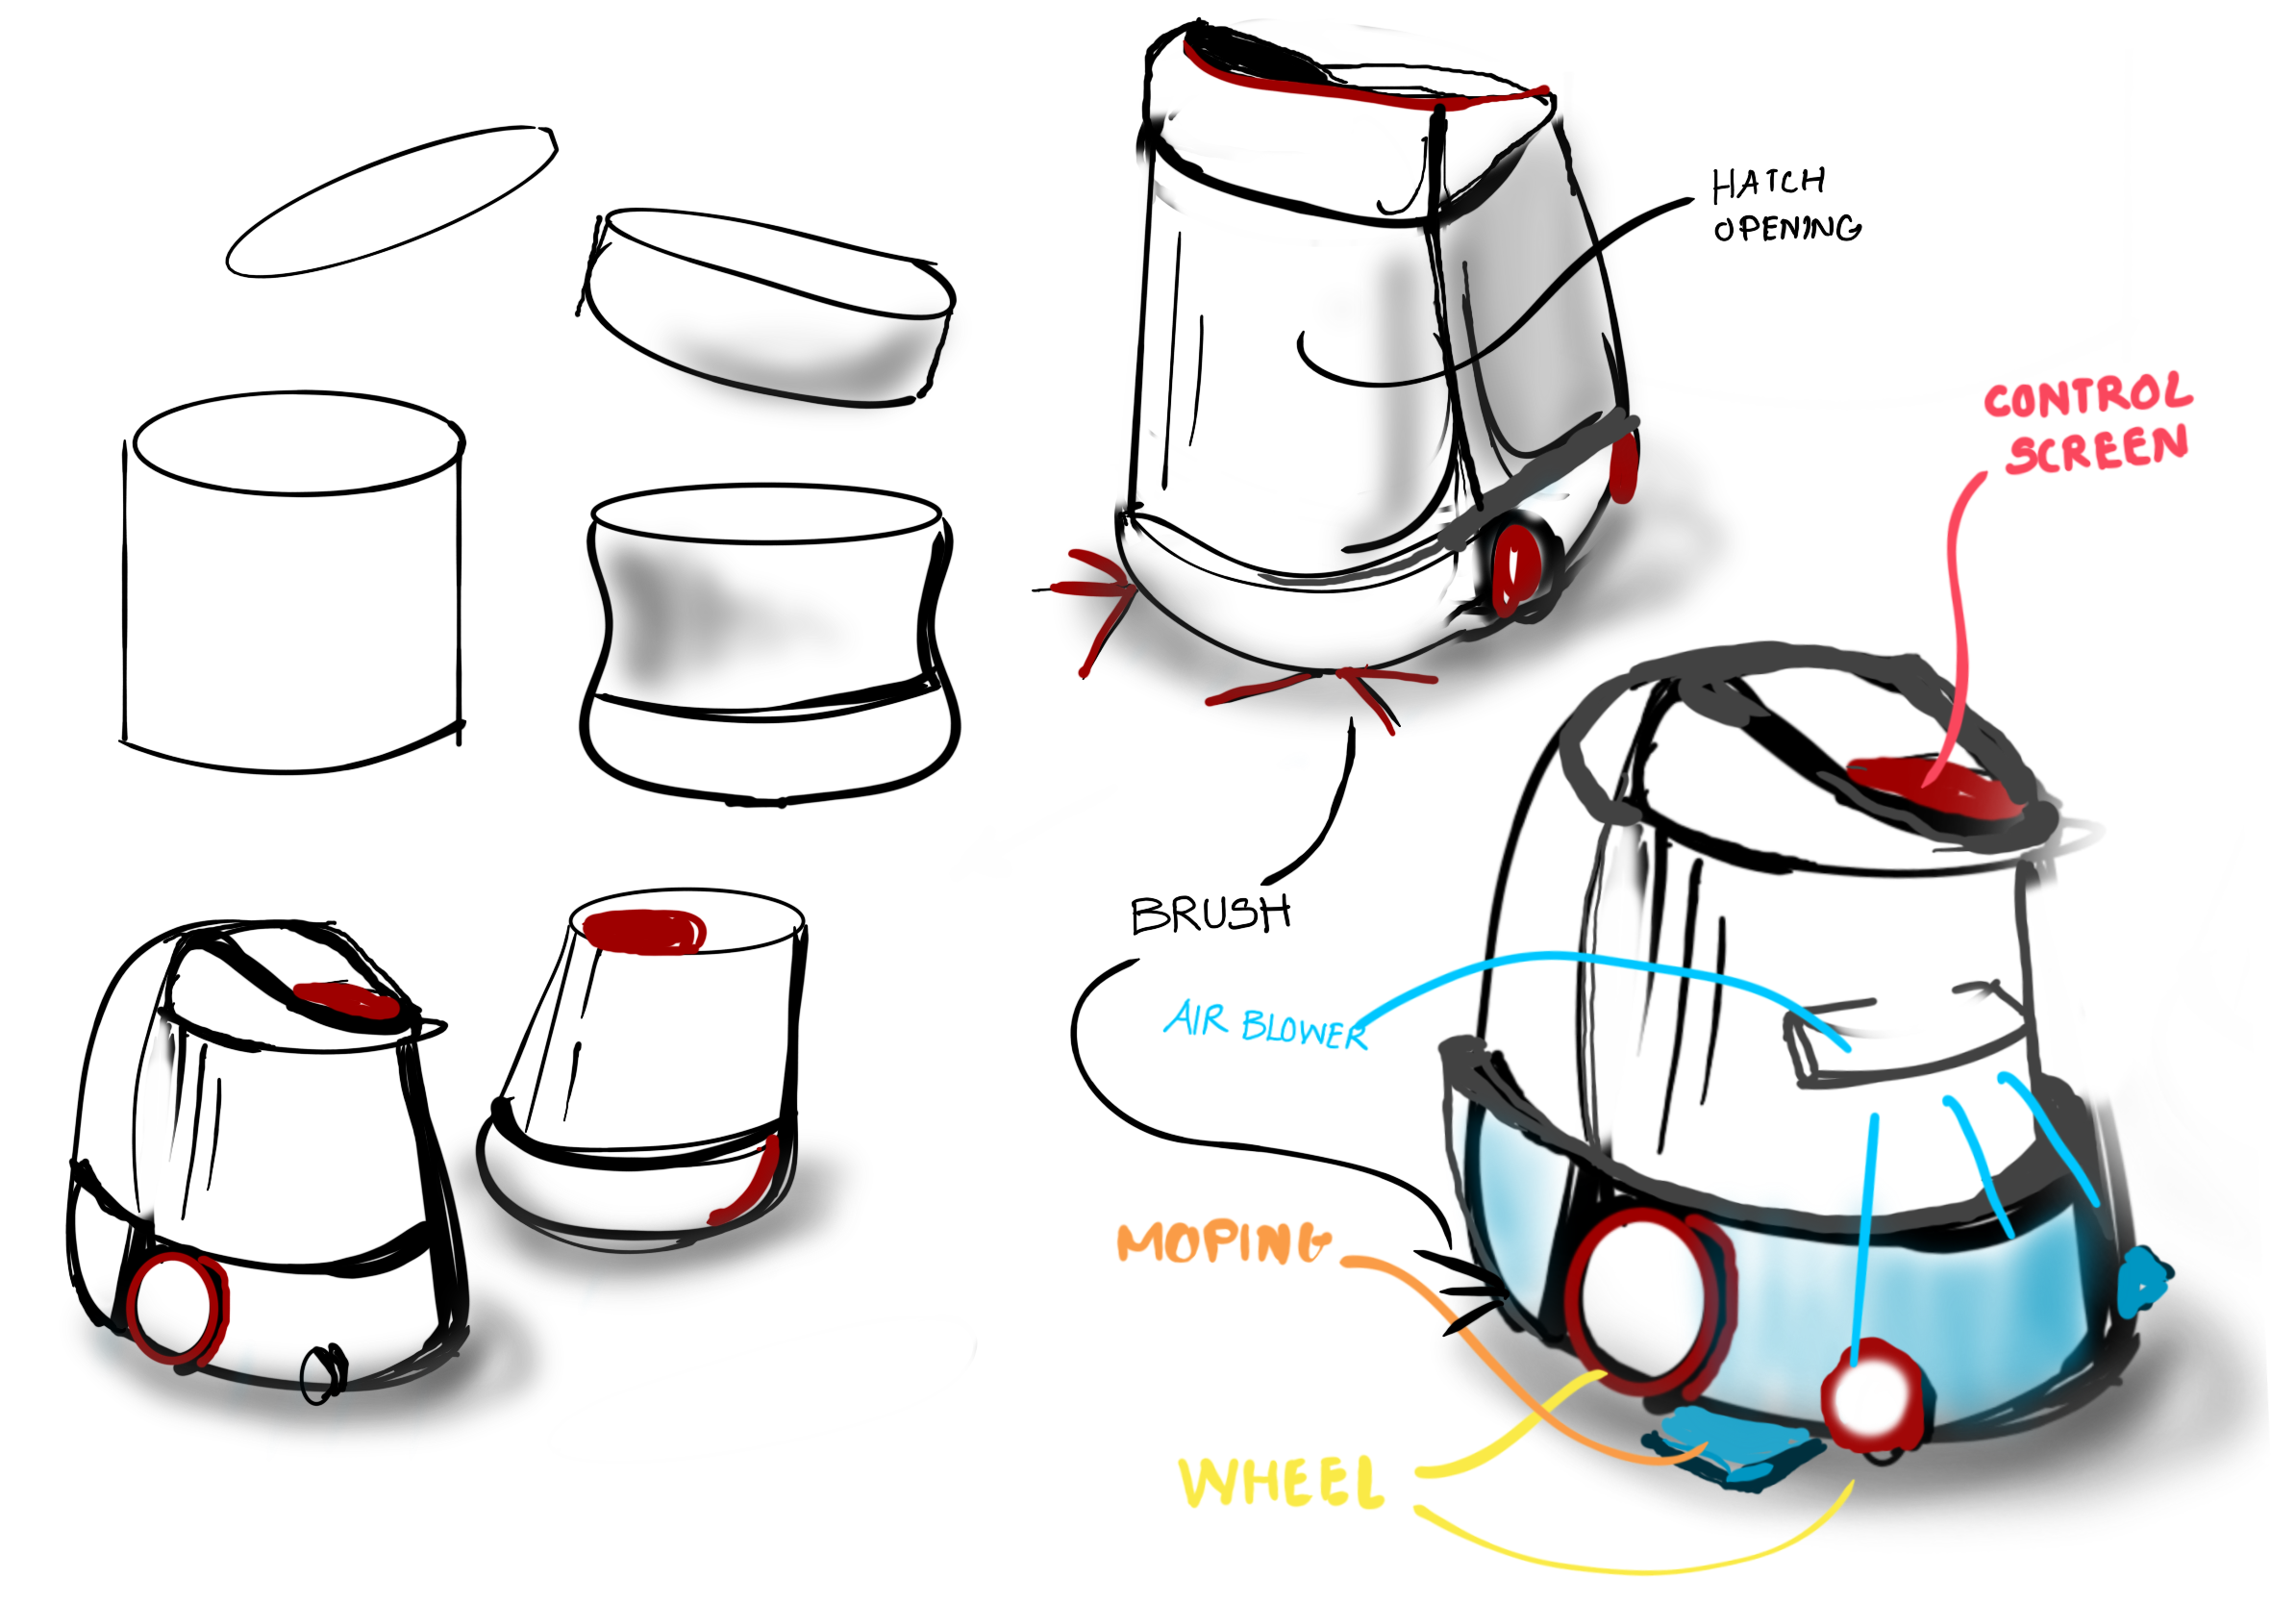 HATCH
OPENING
CONTROL
SCREEN
BRUSH
AIR BLOWER
MOPING
WHEEL